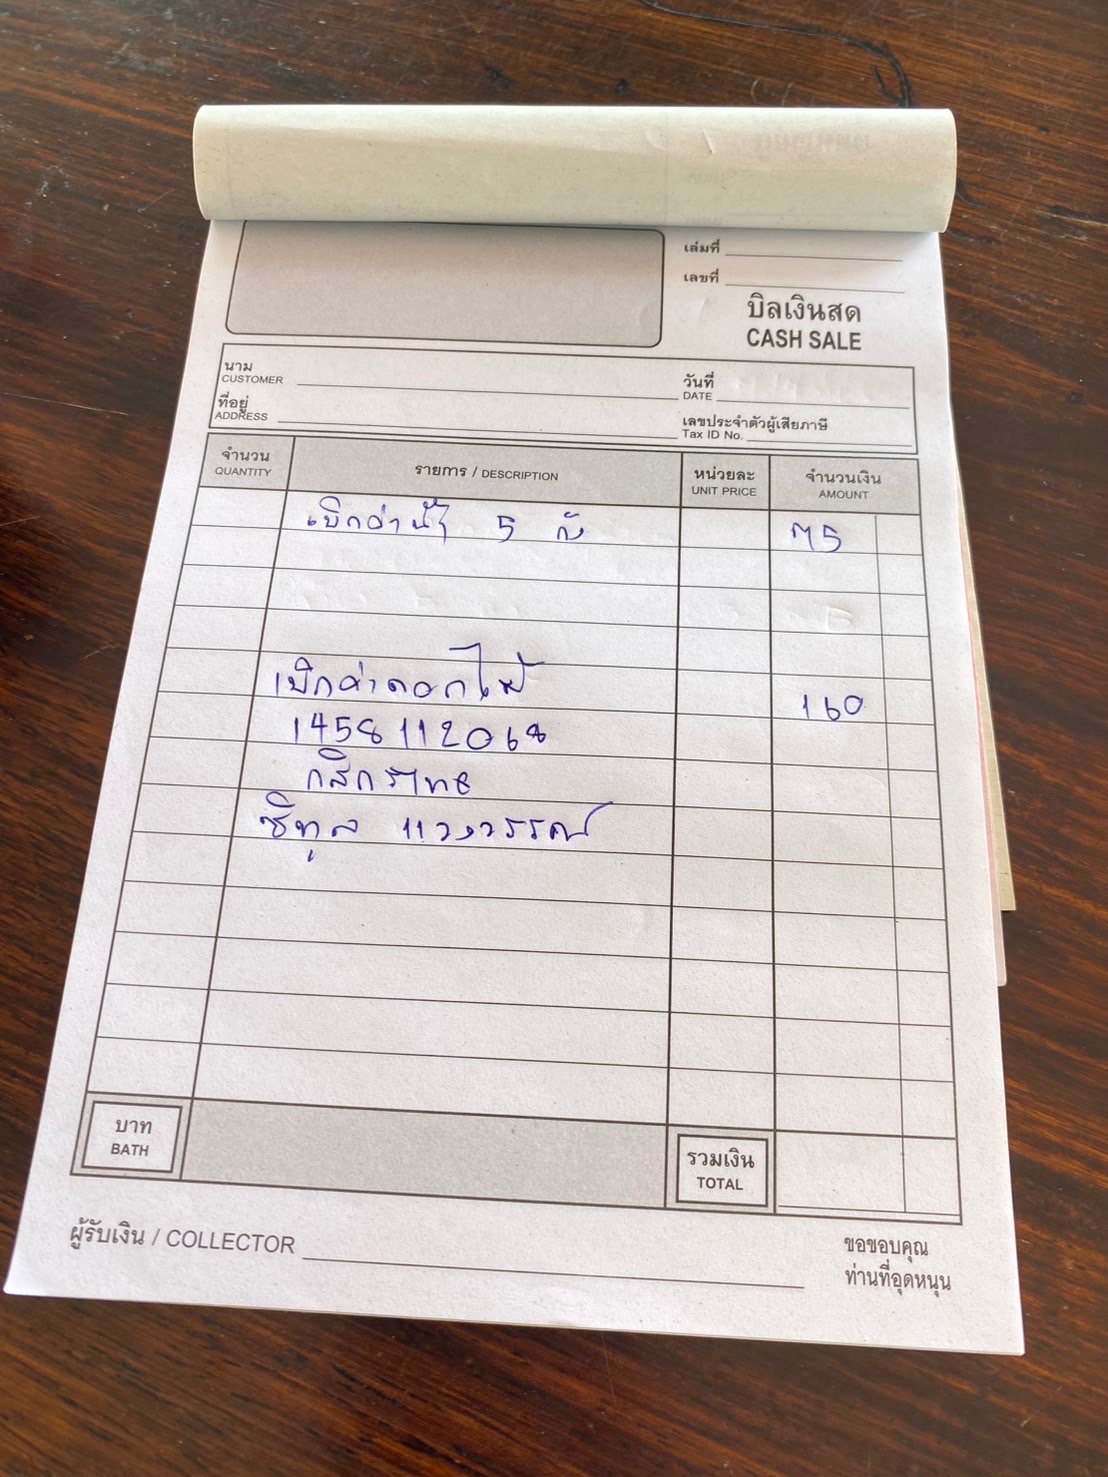 เล่มที่
เลขที่
บิลเงินสด
CASH SALE
นาม
CUSTOMER
วันที่
DATE
ที่อยู่
ADDRESS
เลขประจำตัวผู้เสียภาษี
Tax ID No.
จำนวน
QUANTITY
รายการ / DESCRIPTION
หน่วยละ
UNIT PRICE
จำนวนเงิน
AMOUNT
เบิกค่าน้ำ 5 ถัง 75
เบิกค่าดอกไม้ 160
1458112068
กสิกรไทย
ชิทุล แวงวรรณ์
บาท
BATH
รวมเงิน
TOTAL
ผู้รับเงิน / COLLECTOR
ขอขอบคุณ
ท่านที่อุดหนุน